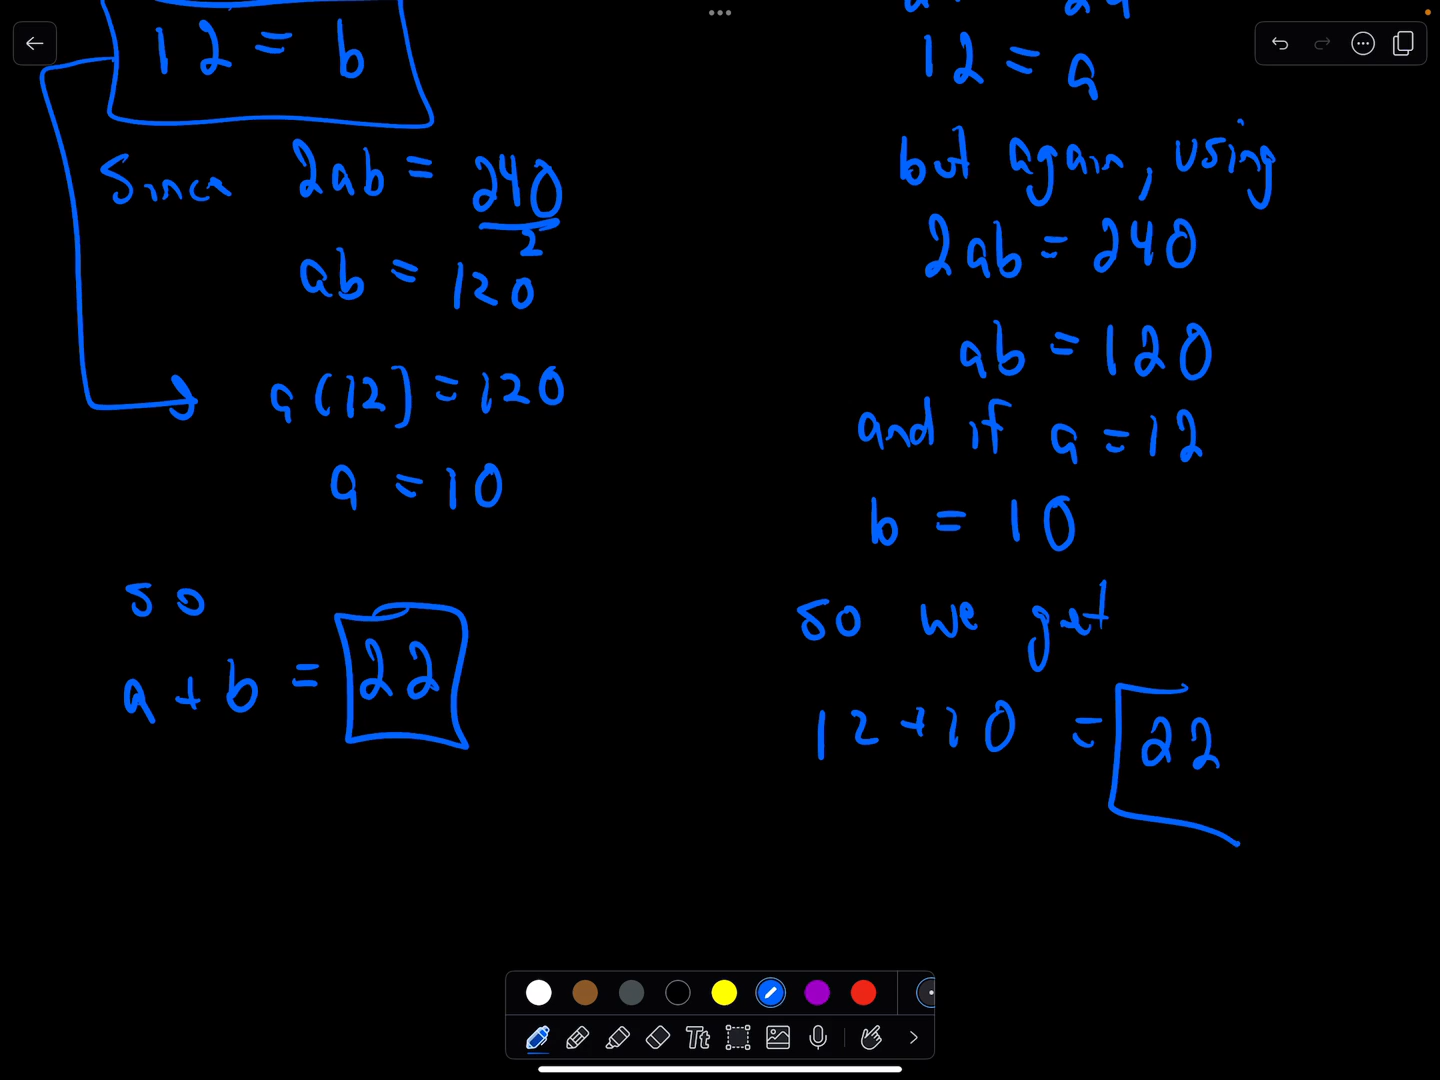 12 = b
Since 2ab = 240
2
ab = 120
a(12) = 120
a = 10
so
a + b = 22
12 = a
but again, using
2ab = 240
ab = 120
and if a = 12
b = 10
so we get
12 + 10 = 22
Tt